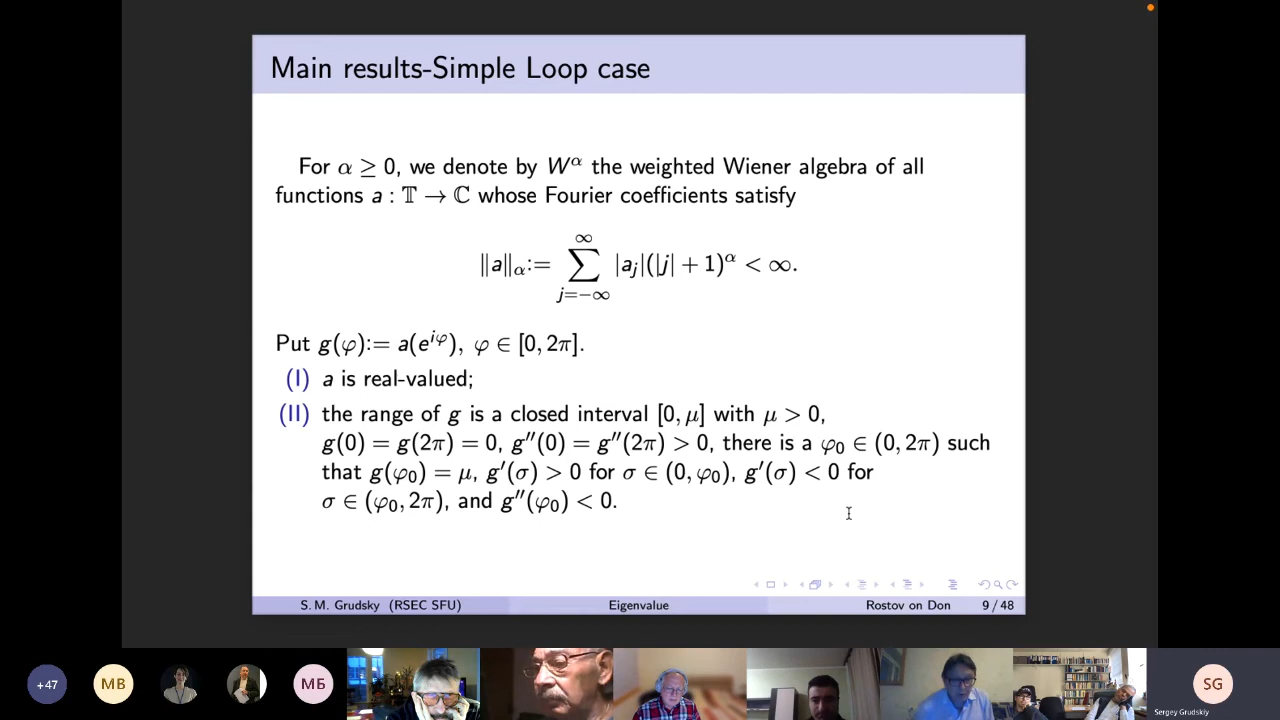 Main results-Simple Loop case
For α ≥ 0, we denote by W^α the weighted Wiener algebra of all
functions a : 𝕋 → ℂ whose Fourier coefficients satisfy
‖a‖_α := ∑_{j=−∞}^{∞} |a_j|(|j| + 1)^α < ∞.
Put g(φ) := a(e^{iφ}), φ ∈ [0, 2π].
(I) a is real-valued;
(II) the range of g is a closed interval [0, μ] with μ > 0,
g(0) = g(2π) = 0, g″(0) = g″(2π) > 0, there is a φ₀ ∈ (0, 2π) such
that g(φ₀) = μ, g′(σ) > 0 for σ ∈ (0, φ₀), g′(σ) < 0 for
σ ∈ (φ₀, 2π), and g″(φ₀) < 0.
S. M. Grudsky (RSEC SFU) Eigenvalue Rostov on Don 9 / 48
+47 MB МБ SG
Sergey Grudskiy